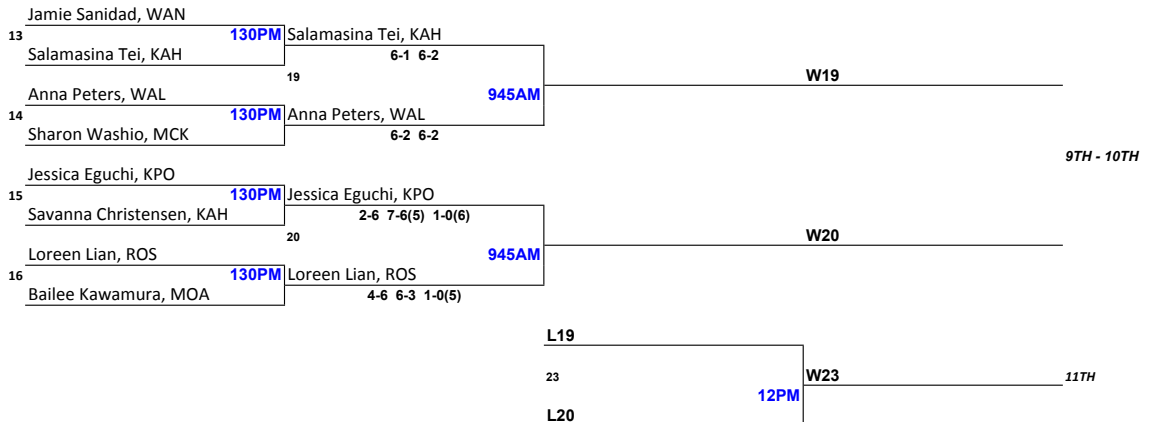 Jamie Sanidad, WAN
13 130PM Salamasina Tei, KAH
Salamasina Tei, KAH 6-1 6-2
19 W19
Anna Peters, WAL 945AM
14 130PM Anna Peters, WAL
Sharon Washio, MCK 6-2 6-2
9TH - 10TH
Jessica Eguchi, KPO
15 130PM Jessica Eguchi, KPO
Savanna Christensen, KAH 2-6 7-6(5) 1-0(6)
20 W20
Loreen Lian, ROS 945AM
16 130PM Loreen Lian, ROS
Bailee Kawamura, MOA 4-6 6-3 1-0(5)
L19
23 W23 11TH
12PM
L20